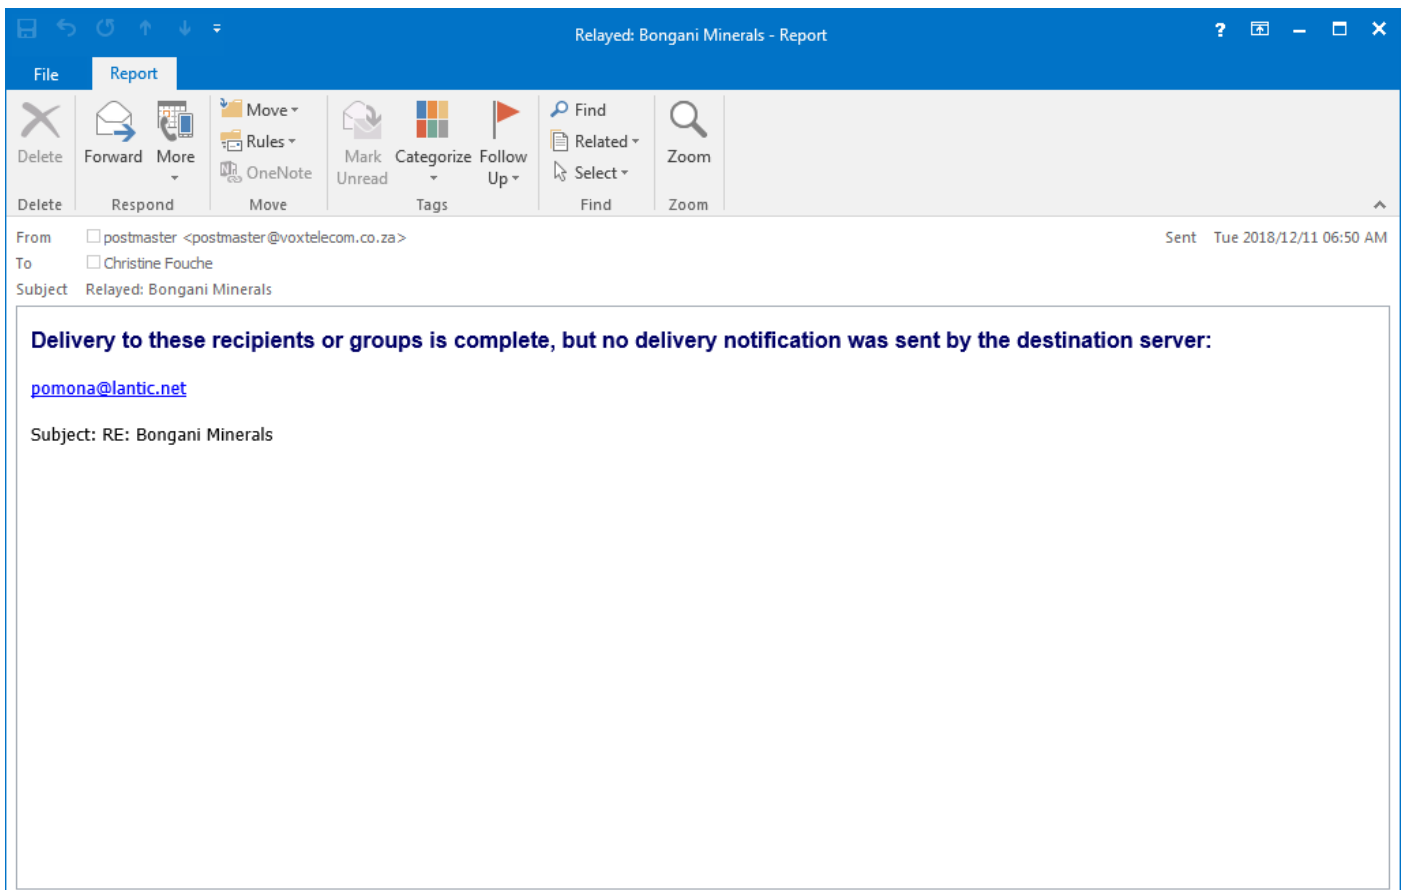 Relayed: Bongani Minerals - Report
?
File Report
Delete
Forward
More
Move
Rules
OneNote
Mark Unread
Categorize
Follow Up
Find
Related
Select
Zoom
Delete Respond Move Tags Find Zoom
From postmaster <postmaster@voxtelecom.co.za> Sent Tue 2018/12/11 06:50 AM
To Christine Fouche
Subject Relayed: Bongani Minerals
Delivery to these recipients or groups is complete, but no delivery notification was sent by the destination server:
pomona@lantic.net
Subject: RE: Bongani Minerals